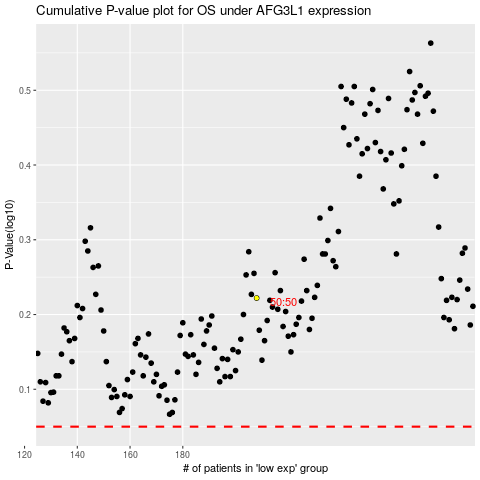 Cumulative P-value plot for OS under AFG3L1 expression
P-Value(log10)
0.5
0.4
0.3
0.2
0.1
50:50
120 140 160 180
# of patients in 'low exp' group